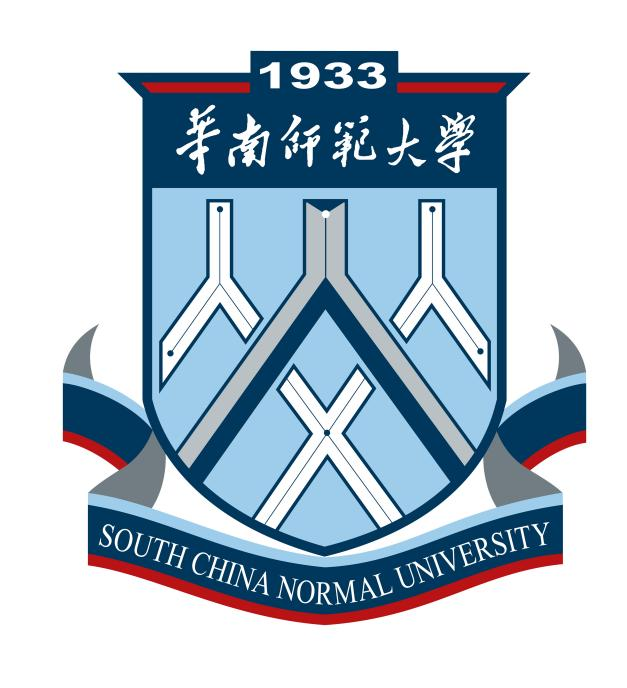 1933
華南師範大學
SOUTH CHINA NORMAL UNIVERSITY